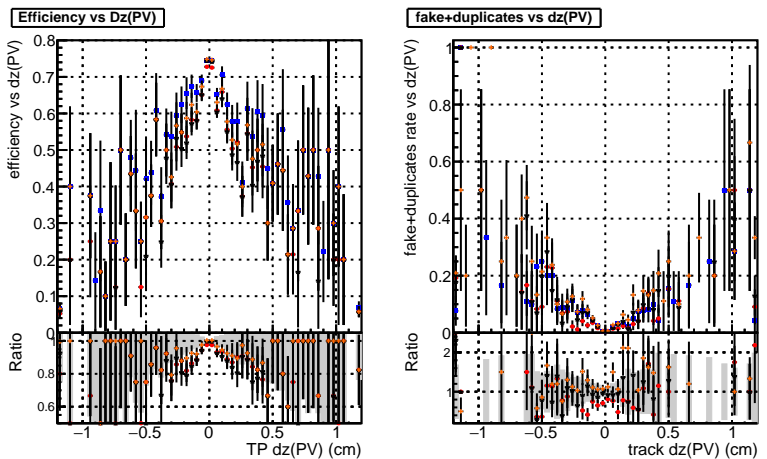 Efficiency vs Dz(PV)
efficiency vs dz(PV)
0.8
0.7
0.6
0.5
0.4
0.3
0.2
0.1
0
Ratio
1
0.8
0.6
−1 −0.5 0 0.5 1
TP dz(PV) (cm)
fake+duplicates vs dz(PV)
fake+duplicates rate vs dz(PV)
1
0.8
0.6
0.4
0.2
0
Ratio
2
1
−1 −0.5 0 0.5 1
track dz(PV) (cm)